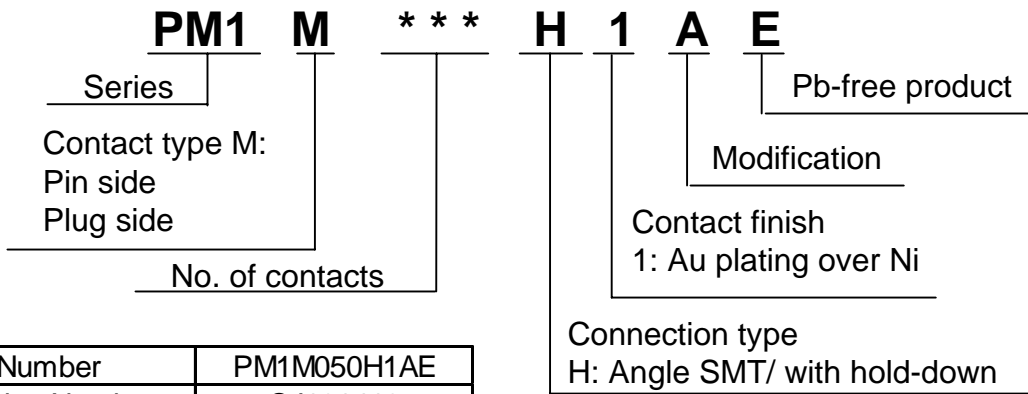 PM1 M *** H 1 A E
Series
Pb-free product
Contact type M:
Pin side
Plug side
Modification
Contact finish
1: Au plating over Ni
No. of contacts
Connection type
H: Angle SMT/ with hold-down
Number PM1M050H1AE